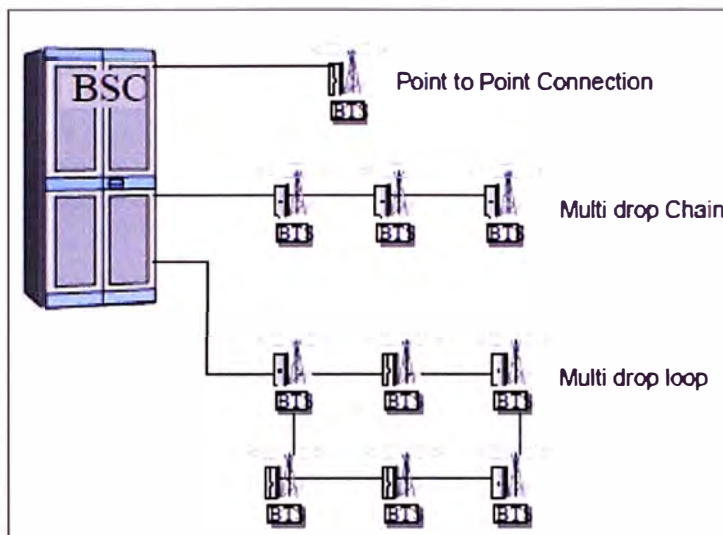 BSC
Point to Point Connection
BTS
Multi drop Chain
BTS BTS BTS
Multi drop loop
BTS BTS BTS
BTS BTS BTS